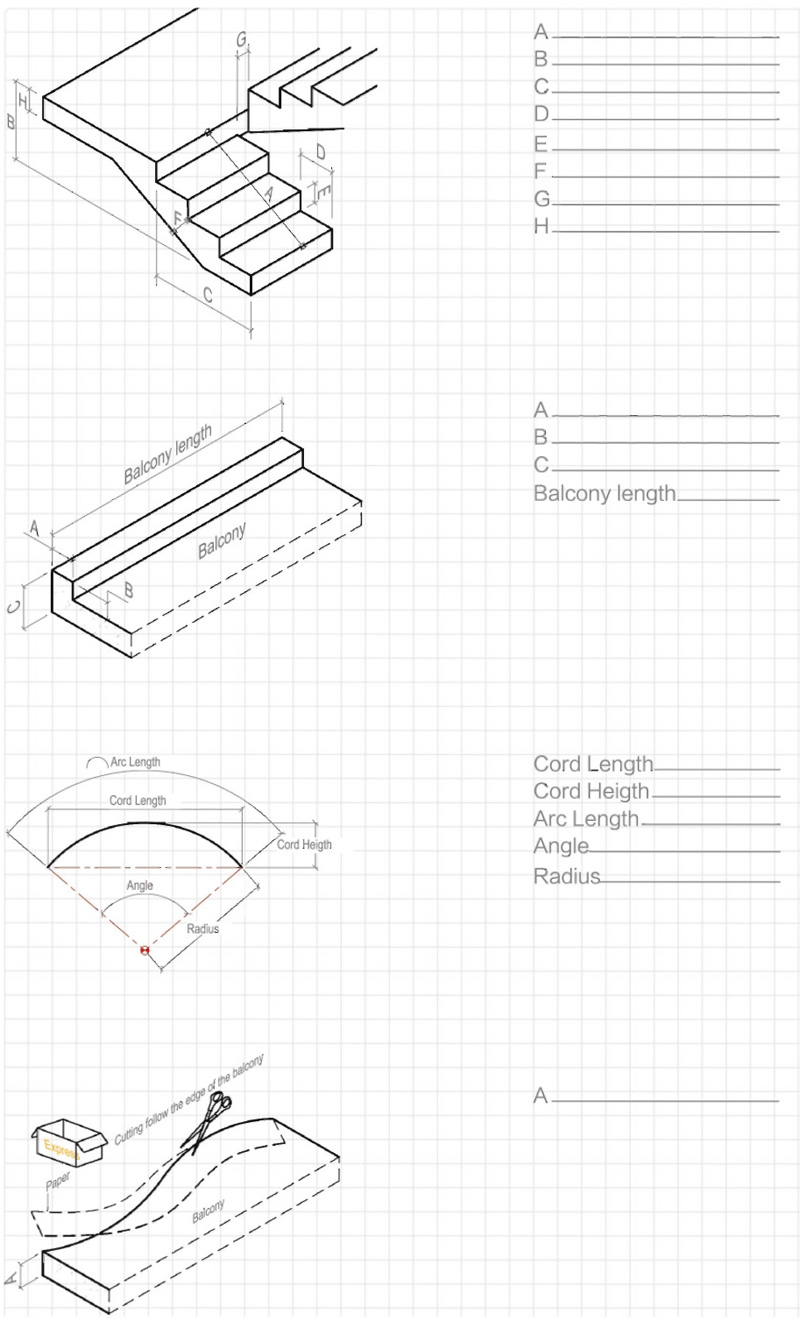 G
H
B
D
E
A
F
C
A
B
C
D
E
F
G
H
Balcony length
A
Balcony
B
C
A
B
C
Balcony length
Arc Length
Cord Length
Cord Heigth
Angle
Radius
Cord Length
Cord Heigth
Arc Length
Angle
Radius
Cutting follow the edge of the balcony
Express
Paper
Balcony
A
A